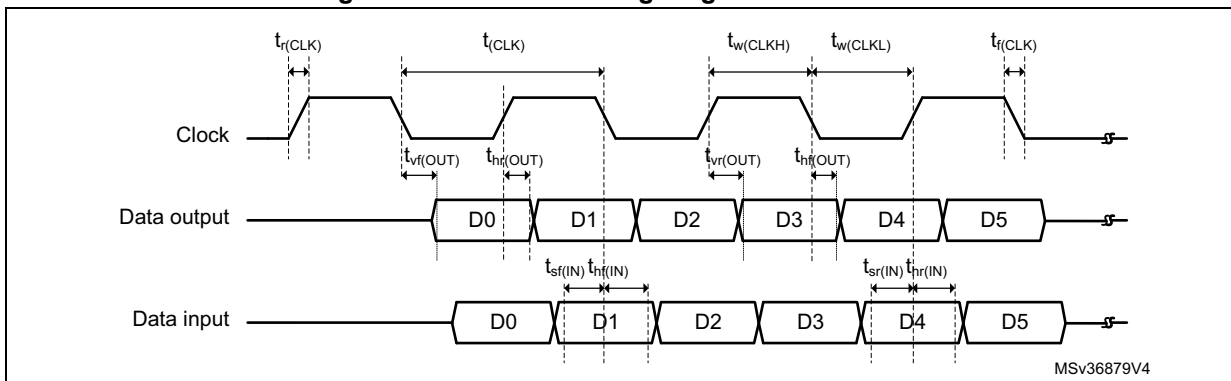 tr(CLK) t(CLK) tw(CLKH) tw(CLKL) tf(CLK)
Clock
tvf(OUT) thr(OUT) tvr(OUT) thf(OUT)
Data output D0 D1 D2 D3 D4 D5
tsf(IN) thf(IN) tsr(IN) thr(IN)
Data input D0 D1 D2 D3 D4 D5
MSv36879V4